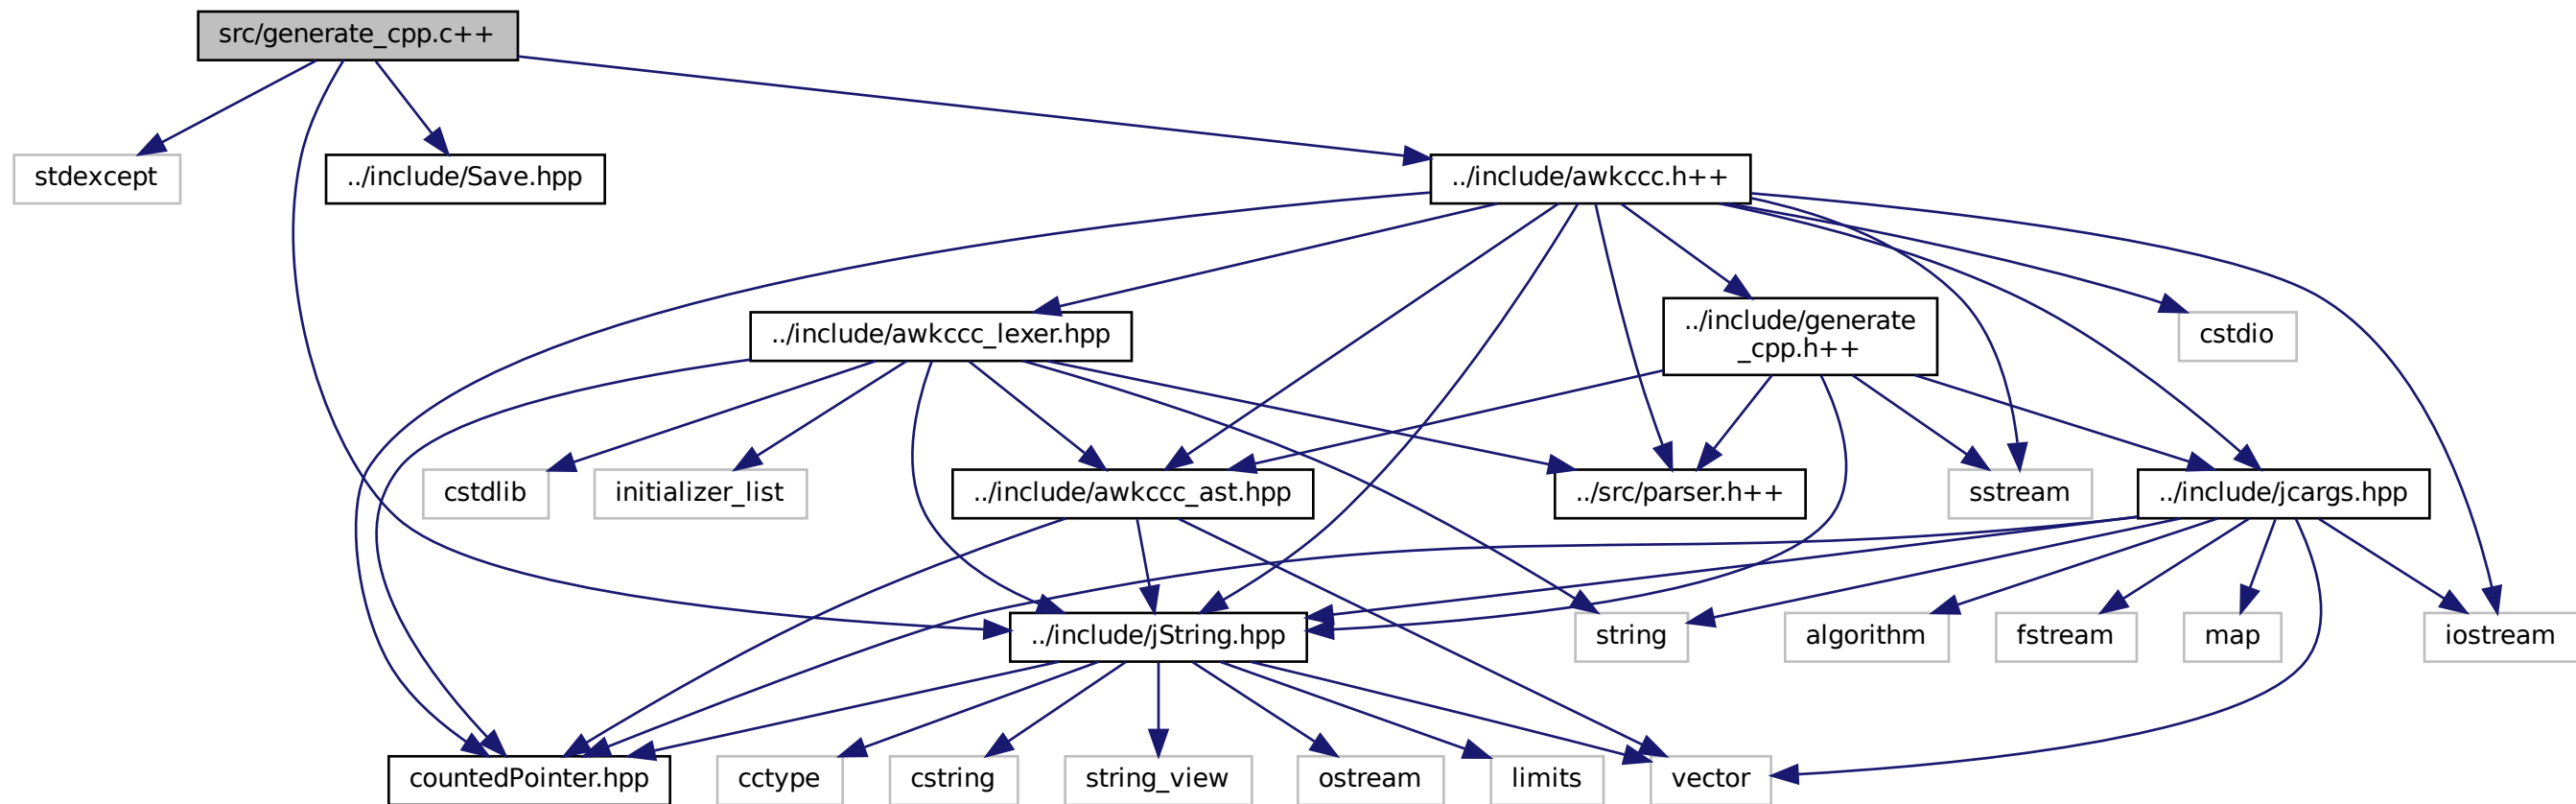 src/generate_cpp.c++
stdexcept
../include/Save.hpp
../include/awkccc.h++
../include/awkccc_lexer.hpp
../include/generate
_cpp.h++
cstdio
cstdlib
initializer_list
../include/awkccc_ast.hpp
../src/parser.h++
sstream
../include/jcargs.hpp
../include/jString.hpp
string
algorithm
fstream
map
iostream
countedPointer.hpp
cctype
cstring
string_view
ostream
limits
vector